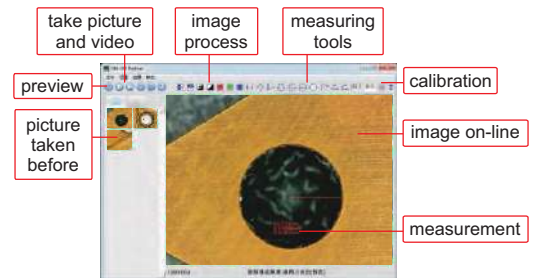 take picture
and video
image
process
measuring
tools
preview
calibration
picture
taken
before
image on-line
measurement